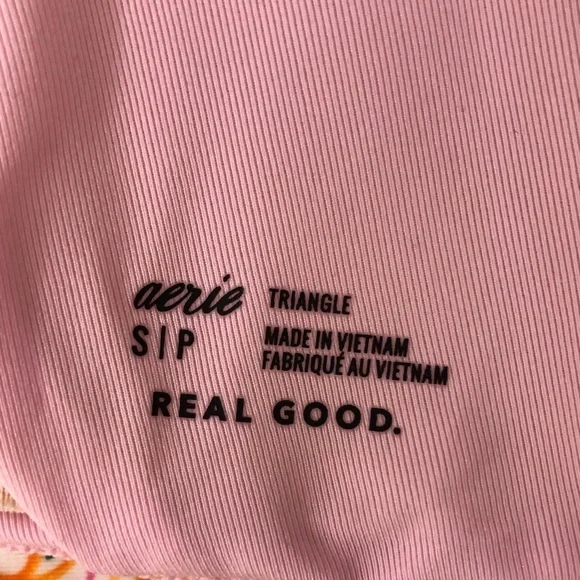 aerie TRIANGLE
S|P MADE IN VIETNAM
FABRIQUÉ AU VIETNAM
REAL GOOD.